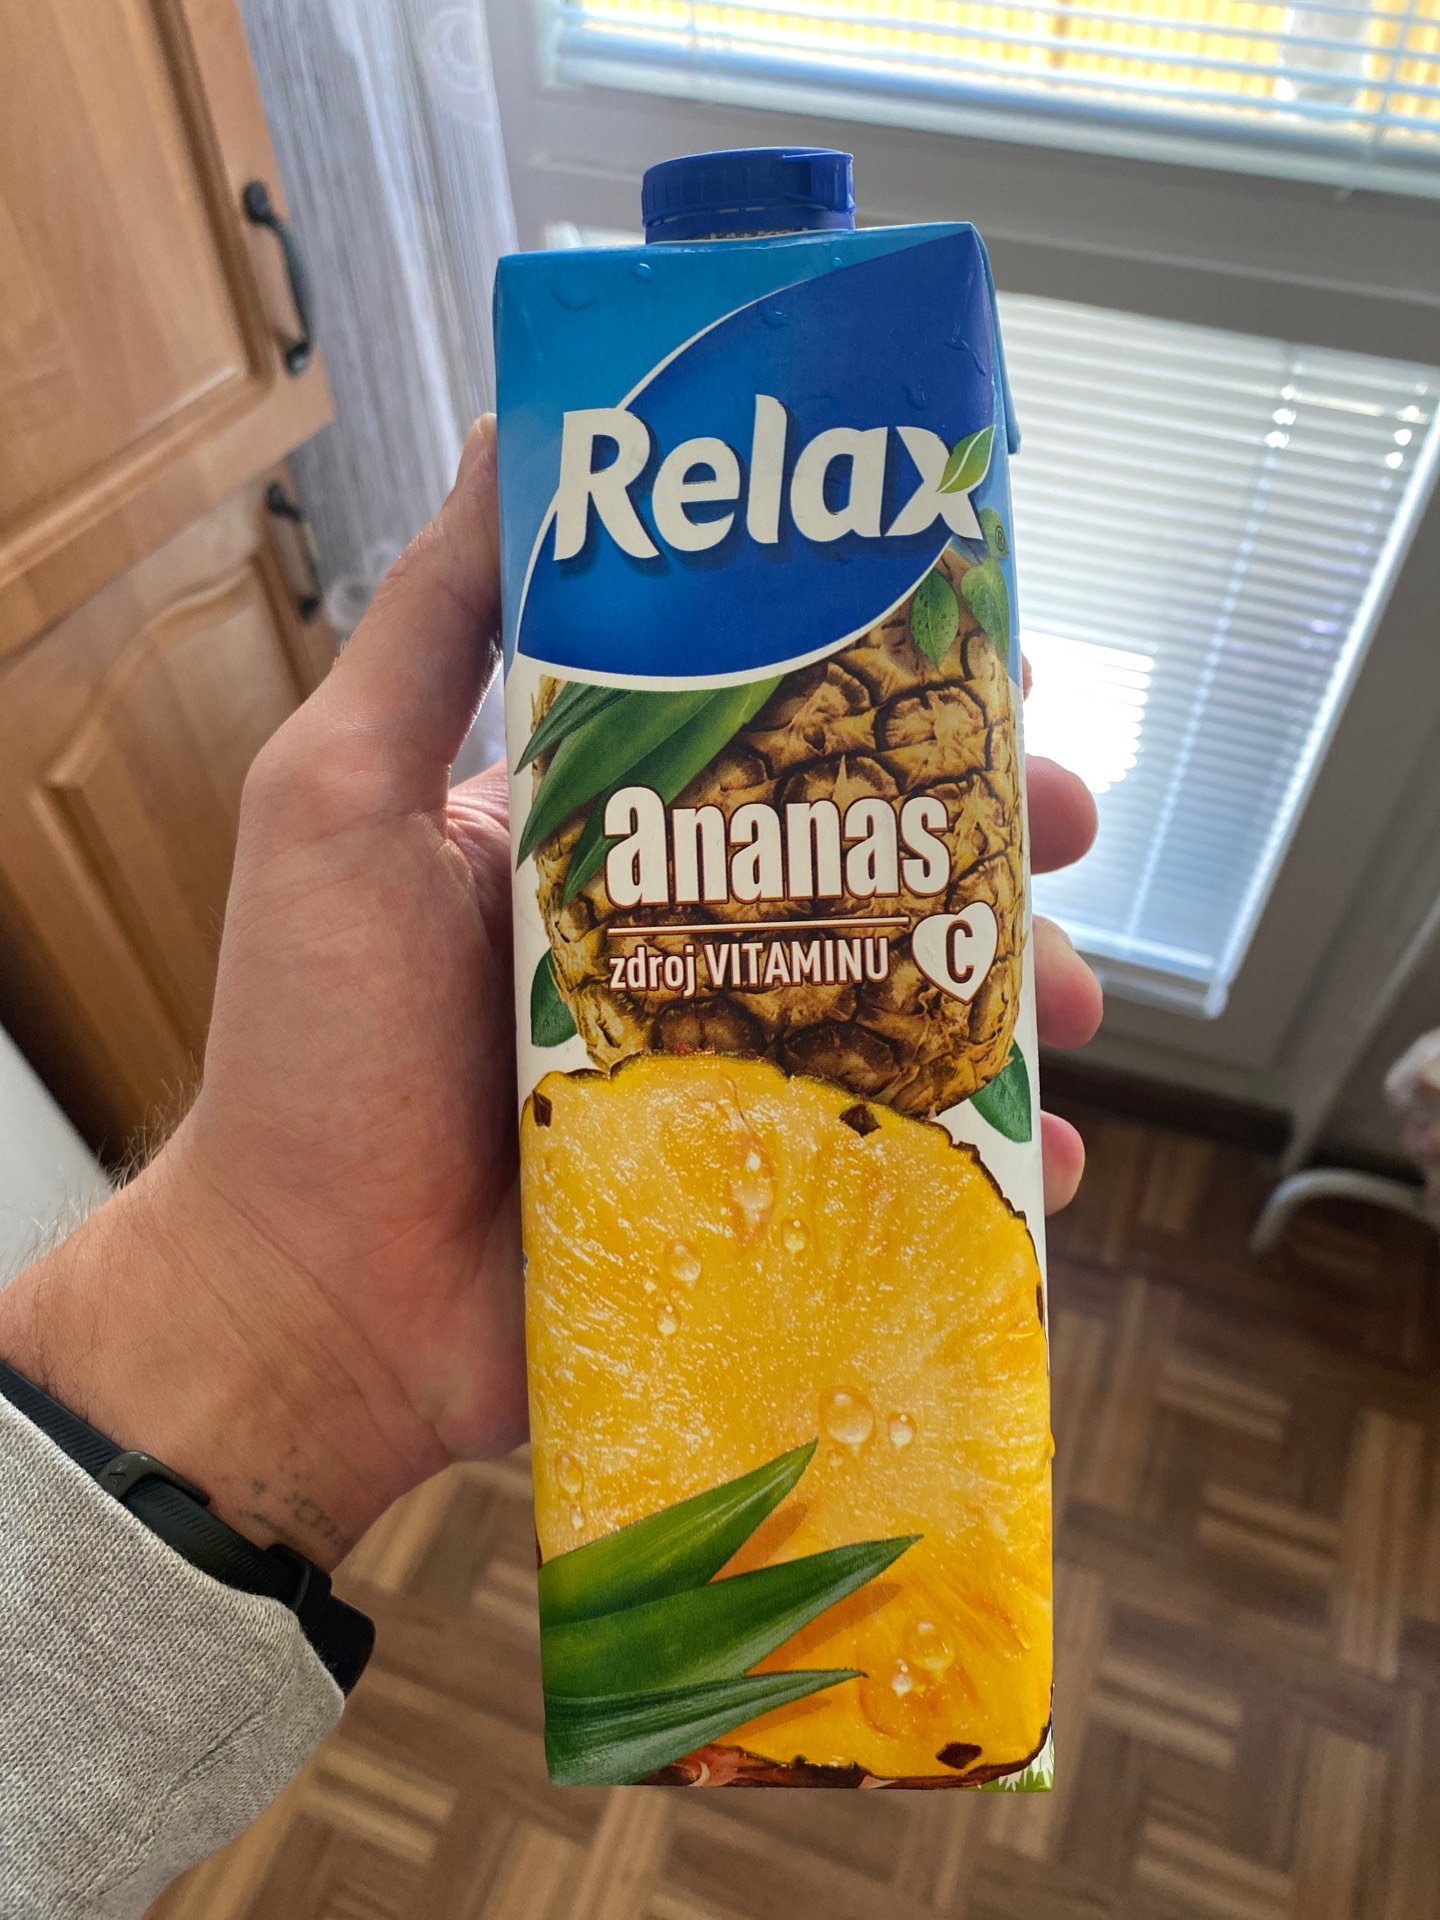 Relax
ananas
zdroj VITAMINU C